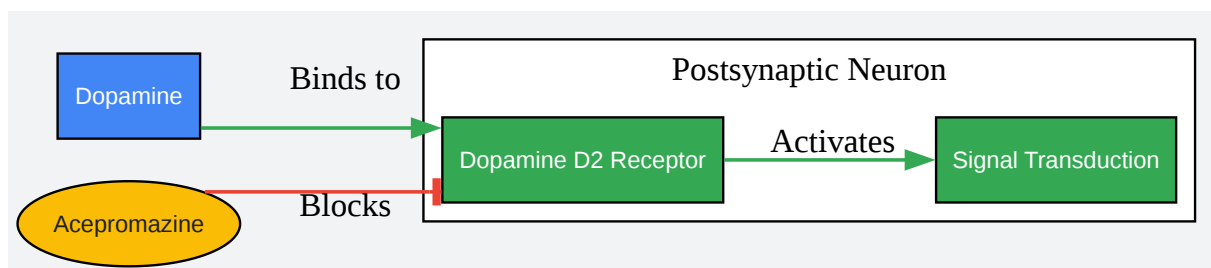 Postsynaptic Neuron
Binds to
Dopamine
Activates
Dopamine D2 Receptor
Signal Transduction
Blocks
Acepromazine